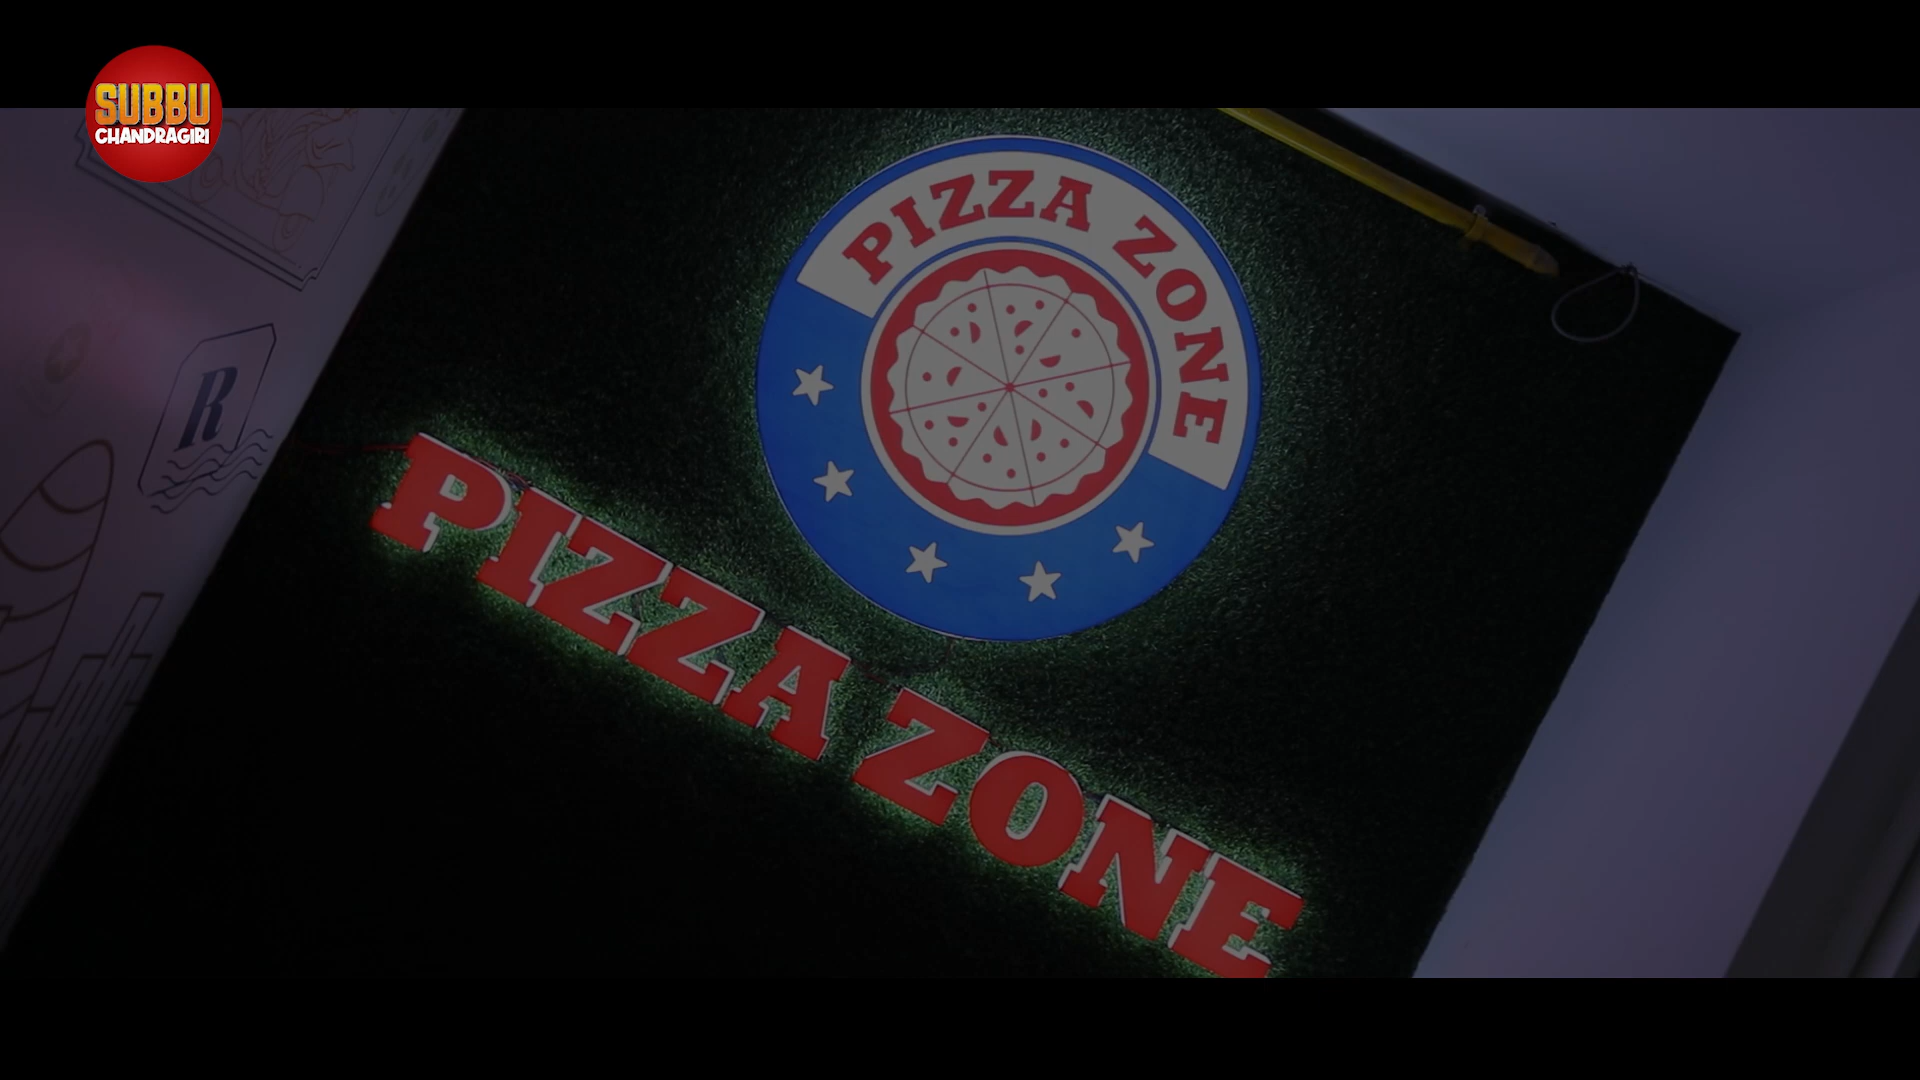 SUBBU
CHANDRAGIRI
PIZZA ZONE
R
PIZZA ZONE